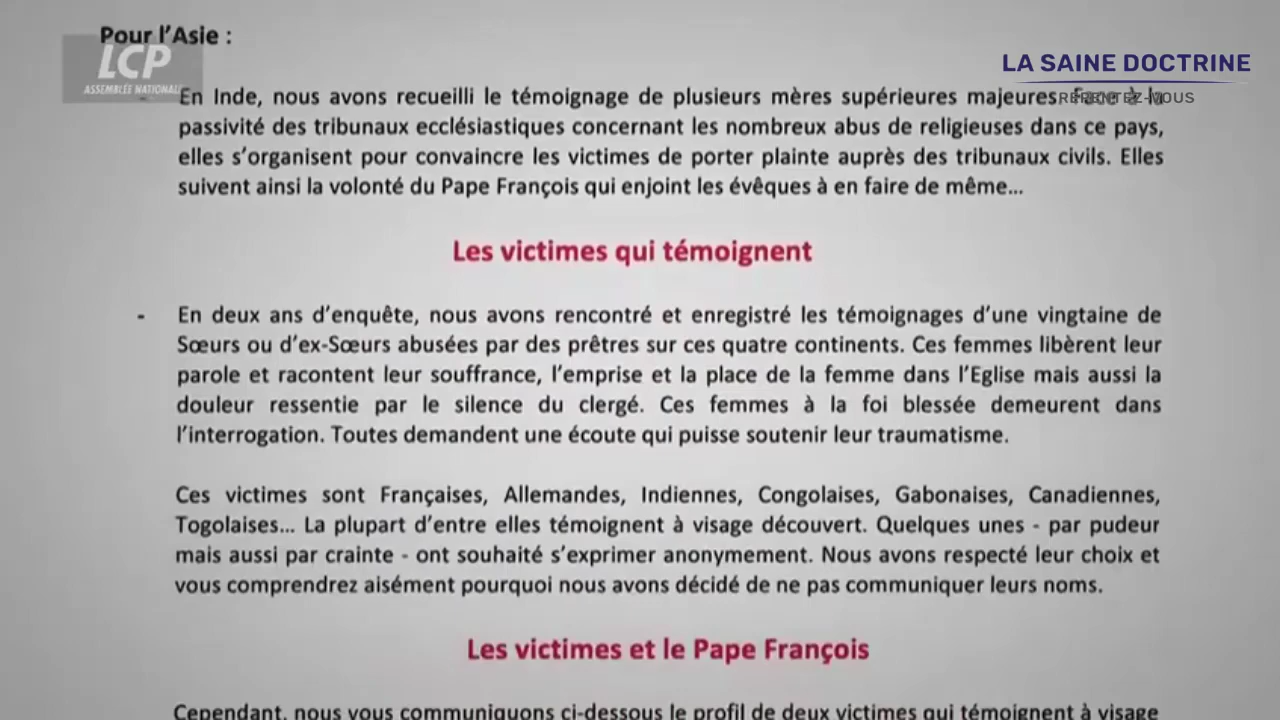 Pour l'Asie :
LCP
ASSEMBLÉE NATIONALE
LA SAINE DOCTRINE
REPENTEZ-VOUS
- En Inde, nous avons recueilli le témoignage de plusieurs mères supérieures majeures. Face à la
passivité des tribunaux ecclésiastiques concernant les nombreux abus de religieuses dans ce pays,
elles s'organisent pour convaincre les victimes de porter plainte auprès des tribunaux civils. Elles
suivent ainsi la volonté du Pape François qui enjoint les évêques à en faire de même...
Les victimes qui témoignent
- En deux ans d'enquête, nous avons rencontré et enregistré les témoignages d'une vingtaine de
Sœurs ou d'ex-Sœurs abusées par des prêtres sur ces quatre continents. Ces femmes libèrent leur
parole et racontent leur souffrance, l'emprise et la place de la femme dans l'Eglise mais aussi la
douleur ressentie par le silence du clergé. Ces femmes à la foi blessée demeurent dans
l'interrogation. Toutes demandent une écoute qui puisse soutenir leur traumatisme.
Ces victimes sont Françaises, Allemandes, Indiennes, Congolaises, Gabonaises, Canadiennes,
Togolaises... La plupart d'entre elles témoignent à visage découvert. Quelques unes - par pudeur
mais aussi par crainte - ont souhaité s'exprimer anonymement. Nous avons respecté leur choix et
vous comprendrez aisément pourquoi nous avons décidé de ne pas communiquer leurs noms.
Les victimes et le Pape François
Cependant, nous vous communiquons ci-dessous le profil de deux victimes qui témoignent à visage